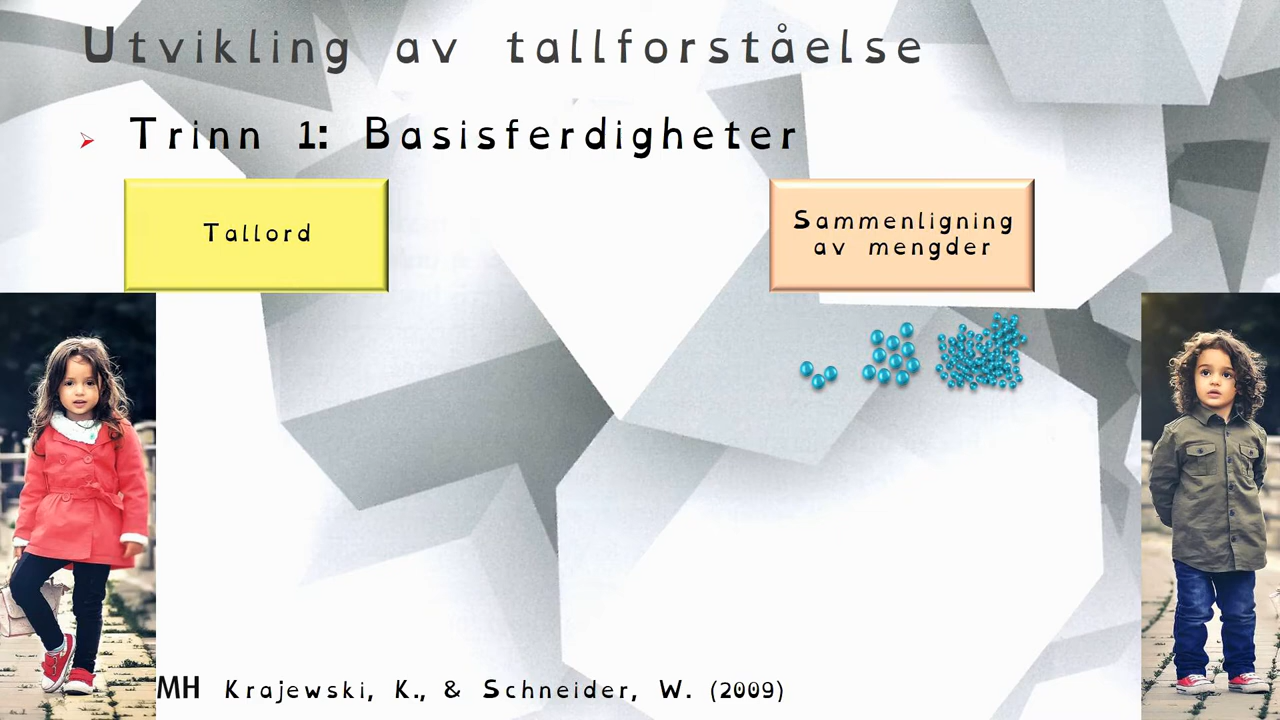 Utvikling av tallforståelse
Trinn 1: Basisferdigheter
Tallord
Sammenligning
av mengder
MH Krajewski, K., & Schneider, W. (2009)